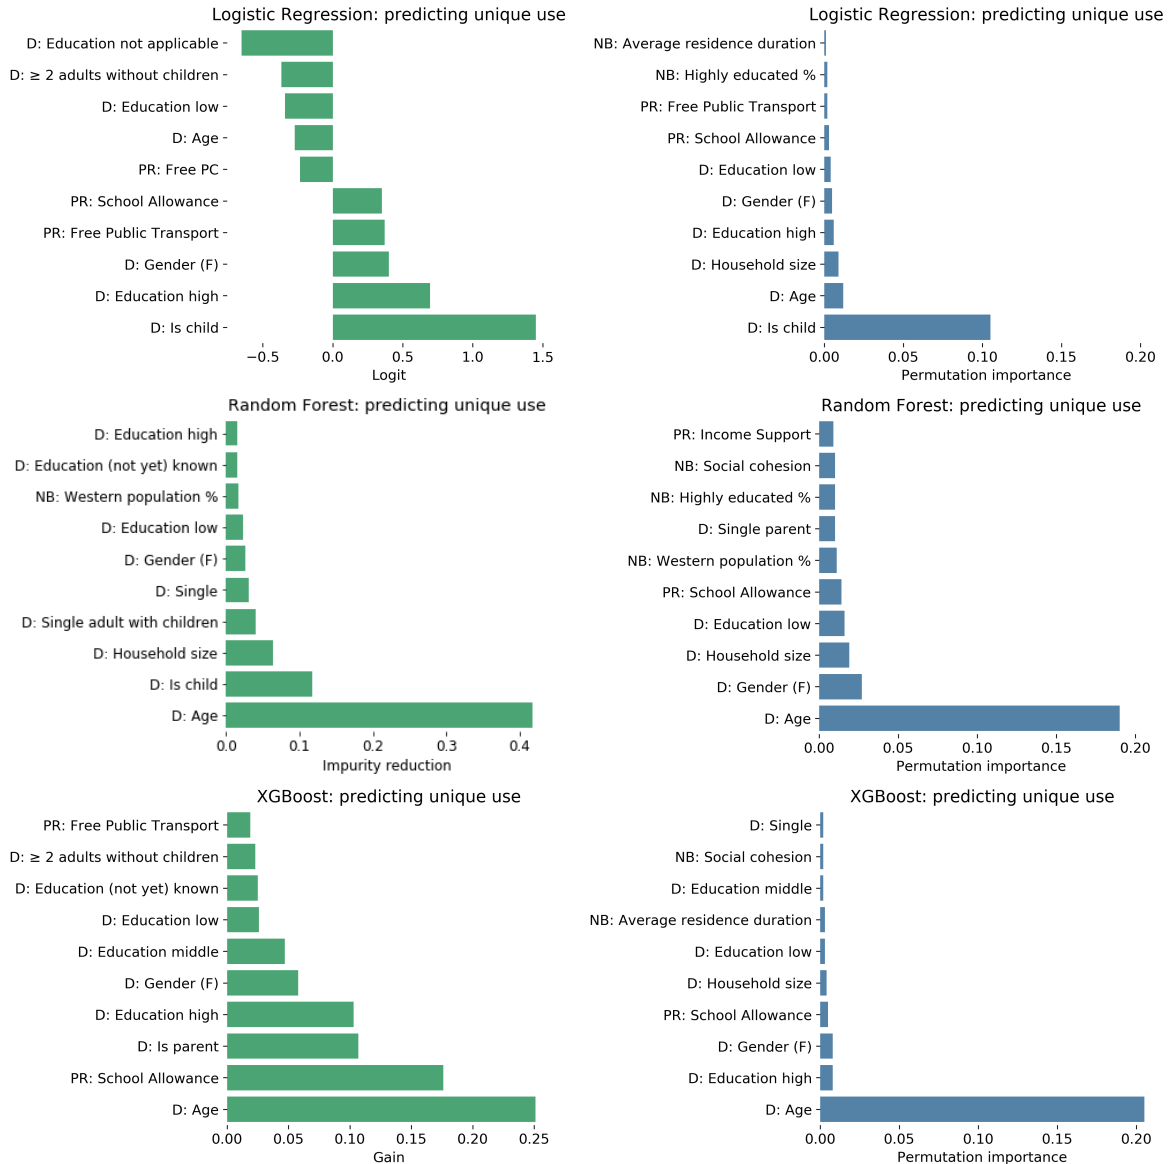 Logistic Regression: predicting unique use
D: Education not applicable
D: ≥ 2 adults without children
D: Education low
D: Age
PR: Free PC
PR: School Allowance
PR: Free Public Transport
D: Gender (F)
D: Education high
D: Is child
−0.5 0.0 0.5 1.0 1.5
Logit
Logistic Regression: predicting unique use
NB: Average residence duration
NB: Highly educated %
PR: Free Public Transport
PR: School Allowance
D: Education low
D: Gender (F)
D: Education high
D: Household size
D: Age
D: Is child
0.00 0.05 0.10 0.15 0.20
Permutation importance
Random Forest: predicting unique use
D: Education high
D: Education (not yet) known
NB: Western population %
D: Education low
D: Gender (F)
D: Single
D: Single adult with children
D: Household size
D: Is child
D: Age
0.0 0.1 0.2 0.3 0.4
Impurity reduction
Random Forest: predicting unique use
PR: Income Support
NB: Social cohesion
NB: Highly educated %
D: Single parent
NB: Western population %
PR: School Allowance
D: Education low
D: Household size
D: Gender (F)
D: Age
0.00 0.05 0.10 0.15 0.20
Permutation importance
XGBoost: predicting unique use
PR: Free Public Transport
D: ≥ 2 adults without children
D: Education (not yet) known
D: Education low
D: Education middle
D: Gender (F)
D: Education high
D: Is parent
PR: School Allowance
D: Age
0.00 0.05 0.10 0.15 0.20 0.25
Gain
XGBoost: predicting unique use
D: Single
NB: Social cohesion
D: Education middle
NB: Average residence duration
D: Education low
D: Household size
PR: School Allowance
D: Gender (F)
D: Education high
D: Age
0.00 0.05 0.10 0.15 0.20
Permutation importance